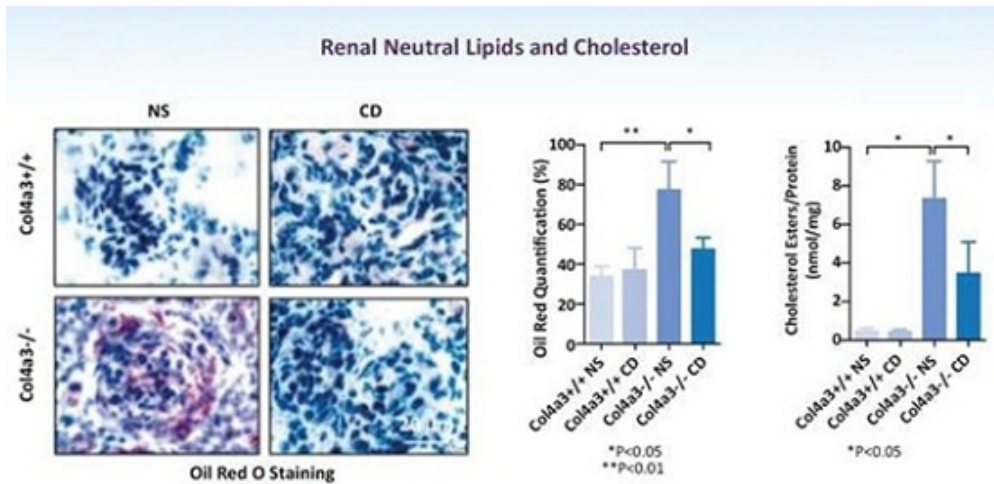 Renal Neutral Lipids and Cholesterol
NS
CD
Col4a3+/+
Col4a3-/-
Oil Red O Staining
Oil Red Quantification (%)
100
80
60
40
20
0
**
*
Col4a3+/+ NS
Col4a3+/+ CD
Col4a3-/- NS
Col4a3-/- CD
*P<0.05
**P<0.01
Cholesterol Esters/Protein
(nmol/mg)
10
8
6
4
2
0
*
*
Col4a3+/+ NS
Col4a3+/+ CD
Col4a3-/- NS
Col4a3-/- CD
*P<0.05